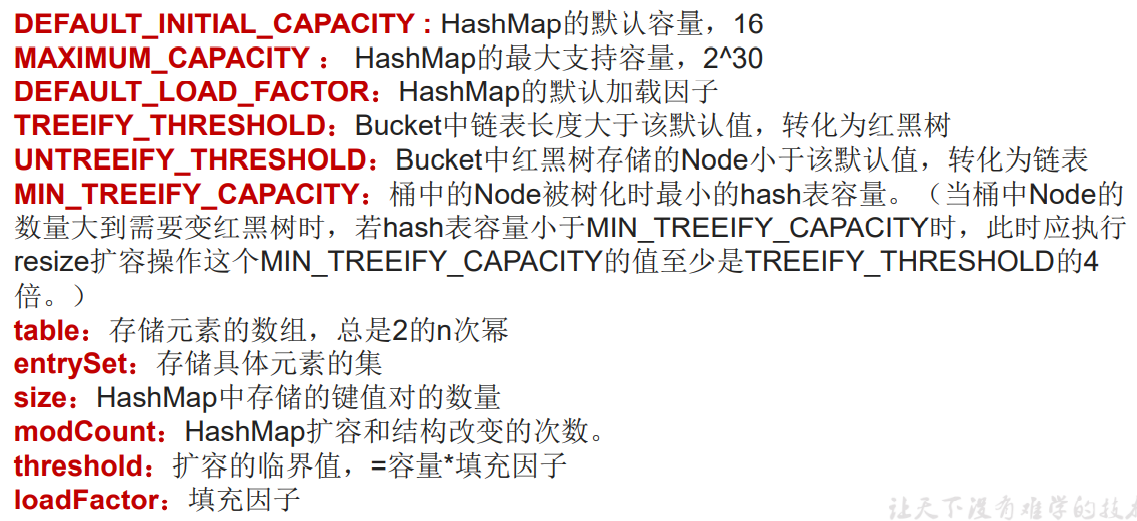 DEFAULT_INITIAL_CAPACITY : HashMap的默认容量，16
MAXIMUM_CAPACITY ： HashMap的最大支持容量，2^30
DEFAULT_LOAD_FACTOR：HashMap的默认加载因子
TREEIFY_THRESHOLD：Bucket中链表长度大于该默认值，转化为红黑树
UNTREEIFY_THRESHOLD：Bucket中红黑树存储的Node小于该默认值，转化为链表
MIN_TREEIFY_CAPACITY：桶中的Node被树化时最小的hash表容量。（当桶中Node的
数量大到需要变红黑树时，若hash表容量小于MIN_TREEIFY_CAPACITY时，此时应执行
resize扩容操作这个MIN_TREEIFY_CAPACITY的值至少是TREEIFY_THRESHOLD的4
倍。）
table：存储元素的数组，总是2的n次幂
entrySet：存储具体元素的集
size：HashMap中存储的键值对的数量
modCount：HashMap扩容和结构改变的次数。
threshold：扩容的临界值，=容量*填充因子
loadFactor：填充因子
让天下没有难学的技术